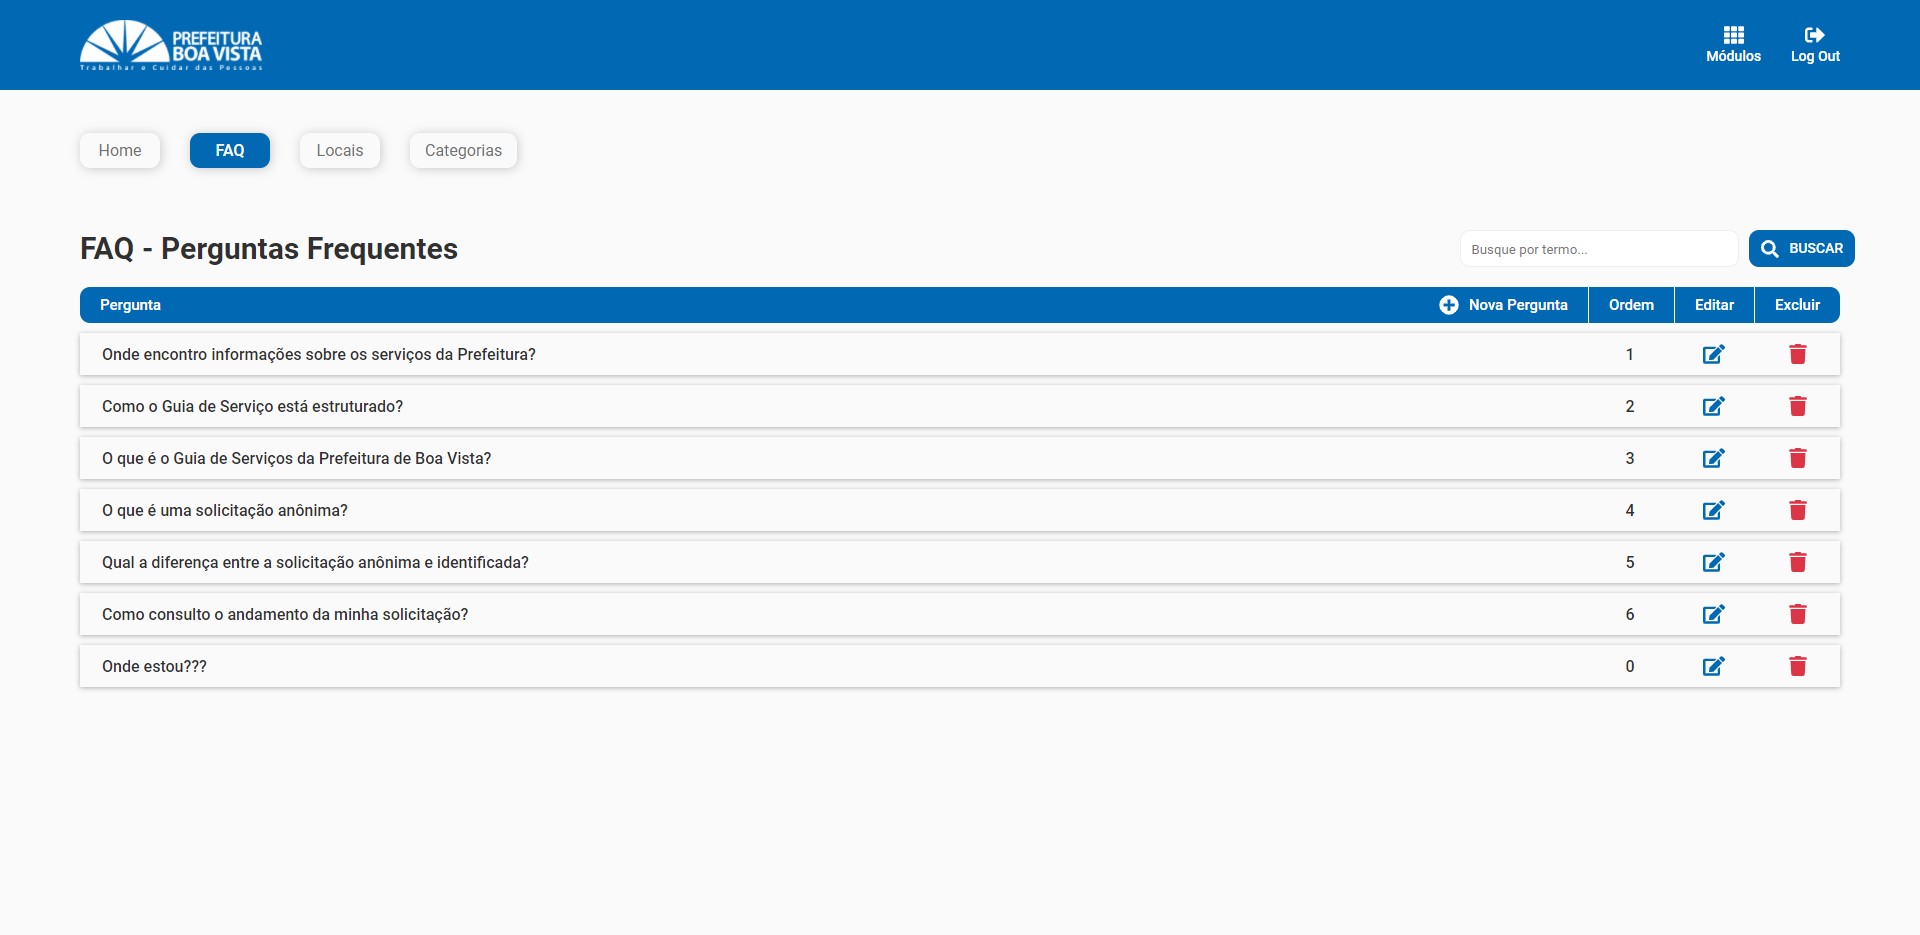 PREFEITURA
BOA VISTA
Trabalhar e Cuidar das Pessoas
Módulos
Log Out
Home
FAQ
Locais
Categorias
FAQ - Perguntas Frequentes
Busque por termo...
BUSCAR
Pergunta Nova Pergunta Ordem Editar Excluir
Onde encontro informações sobre os serviços da Prefeitura? 1
Como o Guia de Serviço está estruturado? 2
O que é o Guia de Serviços da Prefeitura de Boa Vista? 3
O que é uma solicitação anônima? 4
Qual a diferença entre a solicitação anônima e identificada? 5
Como consulto o andamento da minha solicitação? 6
Onde estou??? 0